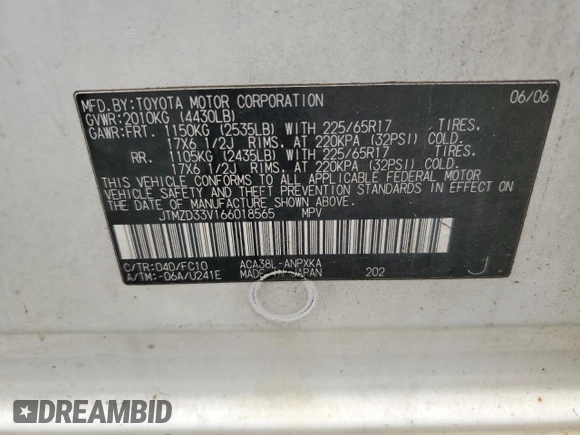 MFD.BY:TOYOTA MOTOR CORPORATION 06/06
GVWR:2010KG (4430LB)
GAWR:FRT. 1150KG (2535LB) WITH 225/65R17 TIRES.
17X6 1/2J RIMS. AT 220KPA (32PSI) COLD.
RR. 1105KG (2435LB) WITH 225/65R17 TIRES.
17X6 1/2J RIMS. AT 220KPA (32PSI) COLD.
THIS VEHICLE CONFORMS TO ALL APPLICABLE FEDERAL MOTOR
VEHICLE SAFETY AND THEFT PREVENTION STANDARDS IN EFFECT ON
THE DATE OF MANUFACTURE SHOWN ABOVE.
JTMZD33V166018565 MPV
C/TR:040/FC10 ACA38L-ANPXKA
A/TM:-06A/U241E MADE IN JAPAN 202 J
DREAMBID